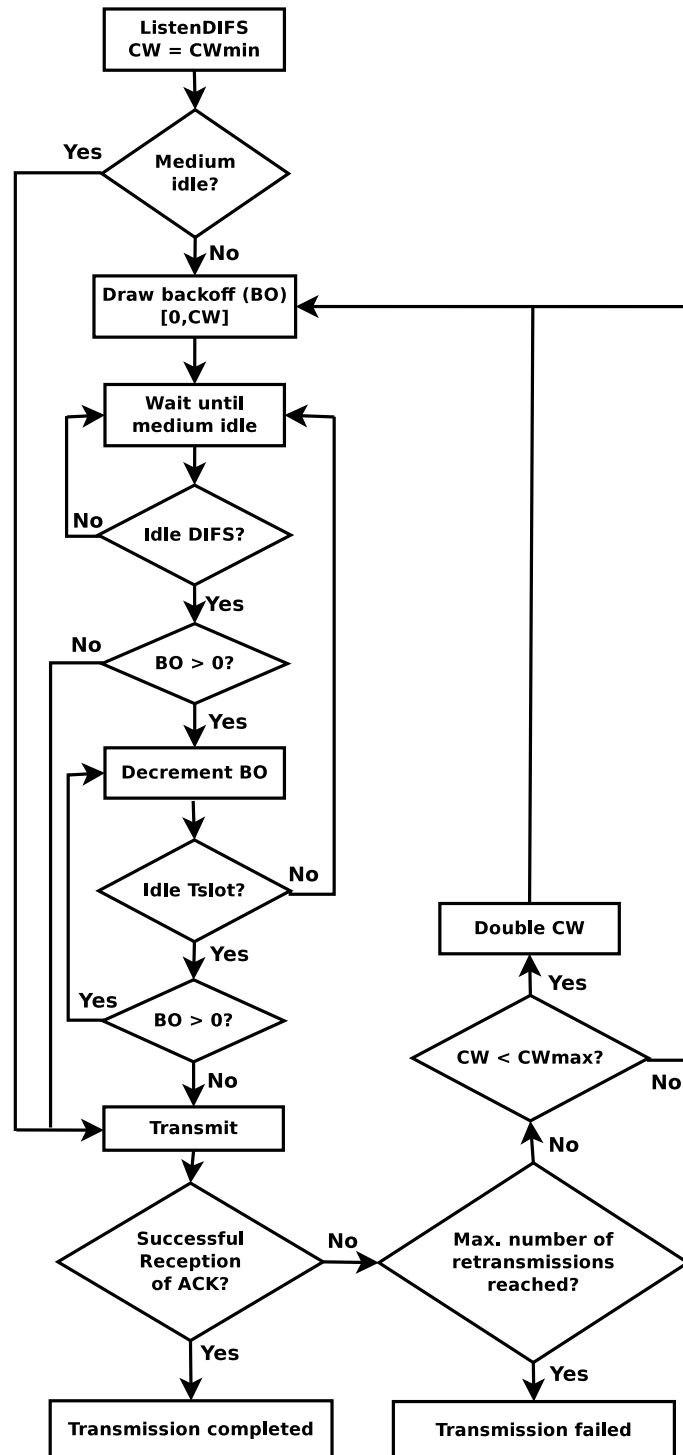 ListenDIFS
CW = CWmin
Yes
Medium
idle?
No
Draw backoff (BO)
[0,CW]
Wait until
medium idle
No
Idle DIFS?
Yes
No
BO > 0?
Yes
Decrement BO
Idle Tslot?
No
Yes
Yes
BO > 0?
No
Transmit
Successful
Reception
of ACK?
No
Yes
Transmission completed
Double CW
Yes
CW < CWmax?
No
No
Max. number of
retransmissions
reached?
Yes
Transmission failed